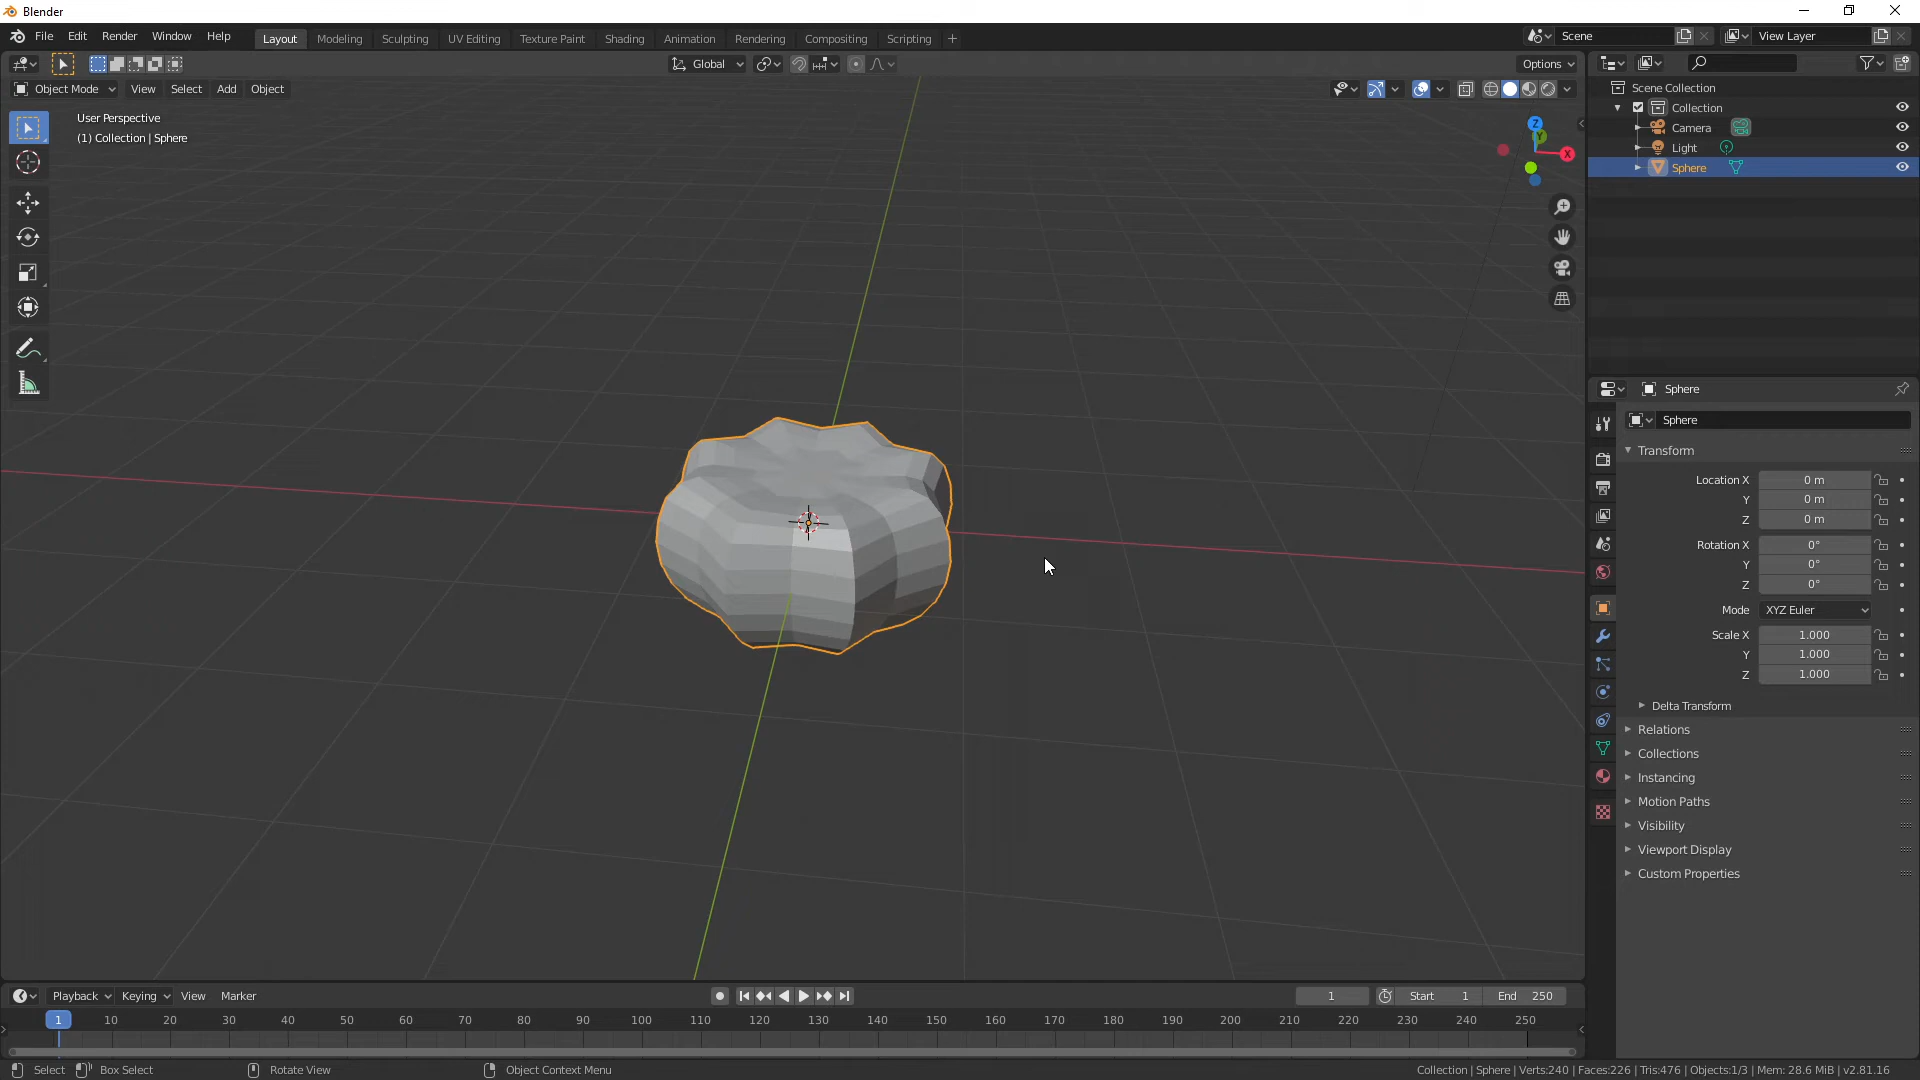 Blender
File Edit Render Window Help
Layout Modeling Sculpting UV Editing Texture Paint Shading Animation Rendering Compositing Scripting +
Scene
View Layer
Global
Options
Object Mode View Select Add Object
User Perspective
(1) Collection | Sphere
Z
Y
X
Scene Collection
Collection
Camera
Light
Sphere
Sphere
Sphere
Transform
Location X 0 m
Y 0 m
Z 0 m
Rotation X 0°
Y 0°
Z 0°
Mode XYZ Euler
Scale X 1.000
Y 1.000
Z 1.000
Delta Transform
Relations
Collections
Instancing
Motion Paths
Visibility
Viewport Display
Custom Properties
Playback Keying View Marker
1 Start 1 End 250
1 10 20 30 40 50 60 70 80 90 100 110 120 130 140 150 160 170 180 190 200 210 220 230 240 250
Select Box Select Rotate View Object Context Menu
Collection | Sphere | Verts:240 | Faces:226 | Tris:476 | Objects:1/3 | Mem: 28.6 MiB | v2.81.16